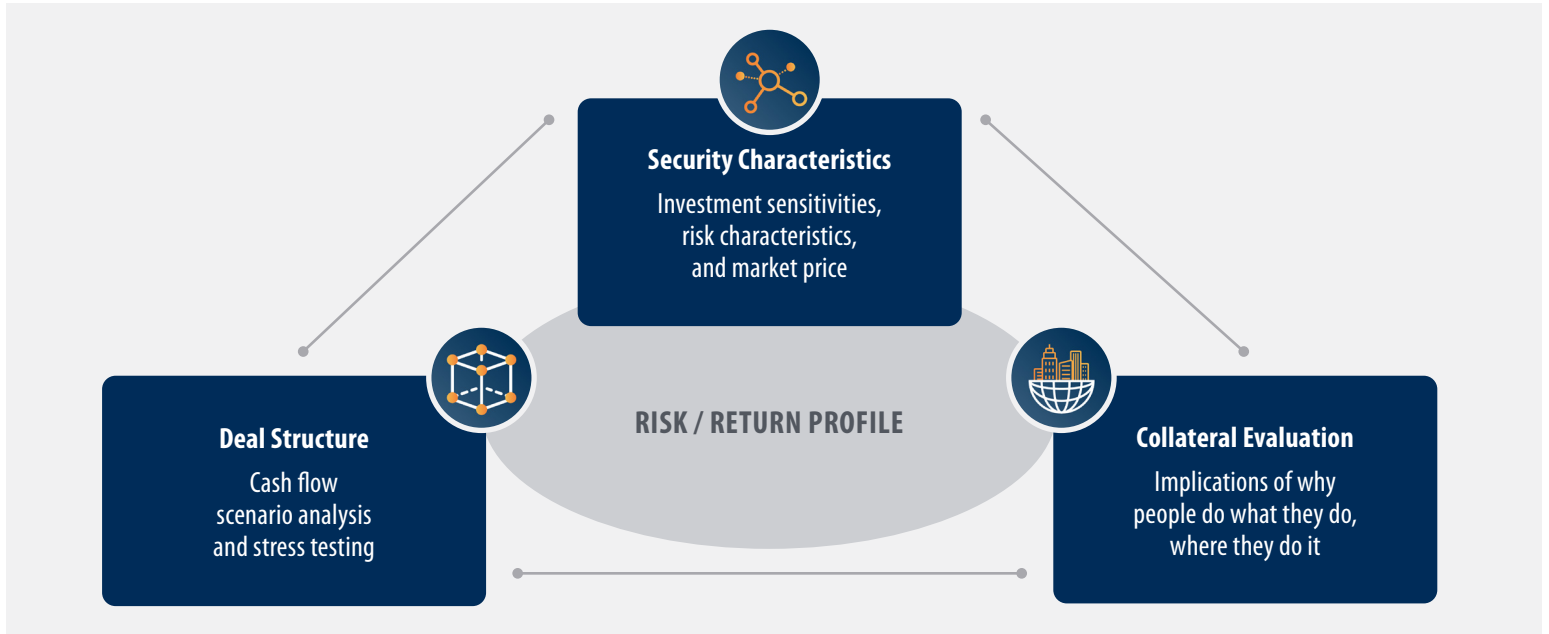 Security Characteristics
Investment sensitivities,
risk characteristics,
and market price
RISK / RETURN PROFILE
Deal Structure
Cash flow
scenario analysis
and stress testing
Collateral Evaluation
Implications of why
people do what they do,
where they do it